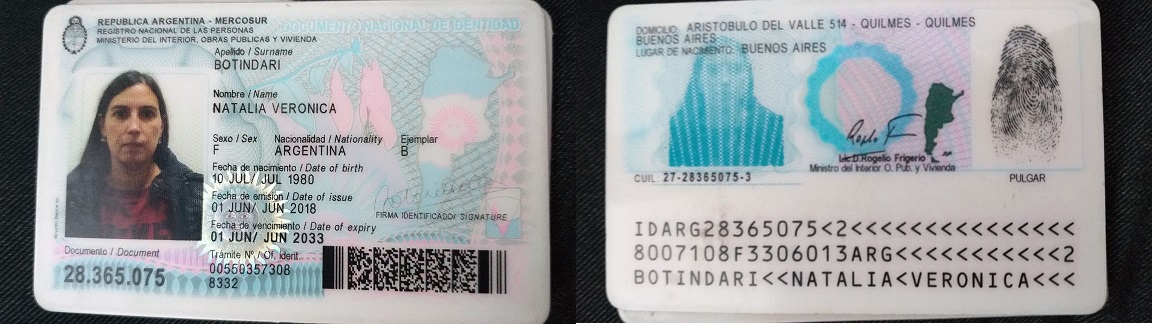 REPUBLICA ARGENTINA - MERCOSUR
REGISTRO NACIONAL DE LAS PERSONAS
MINISTERIO DEL INTERIOR, OBRAS PUBLICAS Y VIVIENDA
DOCUMENTO NACIONAL DE IDENTIDAD
Apellido / Surname
BOTINDARI
Nombre / Name
NATALIA VERONICA
Sexo / Sex Nacionalidad / Nationality Ejemplar
F ARGENTINA B
Fecha de nacimiento / Date of birth
10 JUL/ JUL 1980
Fecha de emisión / Date of issue
01 JUN/ JUN 2018
FIRMA IDENTIFICADO/ SIGNATURE
Fecha de vencimiento / Date of expiry
01 JUN/ JUN 2033
Documento / Document
28.365.075
Trámite Nº / Of. ident.
00550357308
8332
DOMICILIO: ARISTOBULO DEL VALLE 514 - QUILMES - QUILMES
BUENOS AIRES
LUGAR DE NACIMIENTO: BUENOS AIRES
Lic.D.Rogelio Frigerio
Ministro del Interior O. Pub. y Vivienda
CUIL: 27-28365075-3
PULGAR
IDARG28365075<2<<<<<<<<<<<<<<<
8007108F3306013ARG<<<<<<<<<<<2
BOTINDARI<<NATALIA<VERONICA<<<